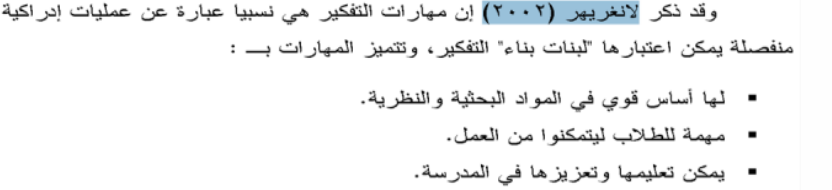 وقد ذكر لانغريهر (٢٠٠٢) إن مهارات التفكير هي نسبيا عبارة عن عمليات إدراكية
منفصلة يمكن اعتبارها "لبنات بناء" التفكير، وتتميز المهارات بـــ :
▪ لها أساس قوي في المواد البحثية والنظرية.
▪ مهمة للطلاب ليتمكنوا من العمل.
▪ يمكن تعليمها وتعزيزها في المدرسة.